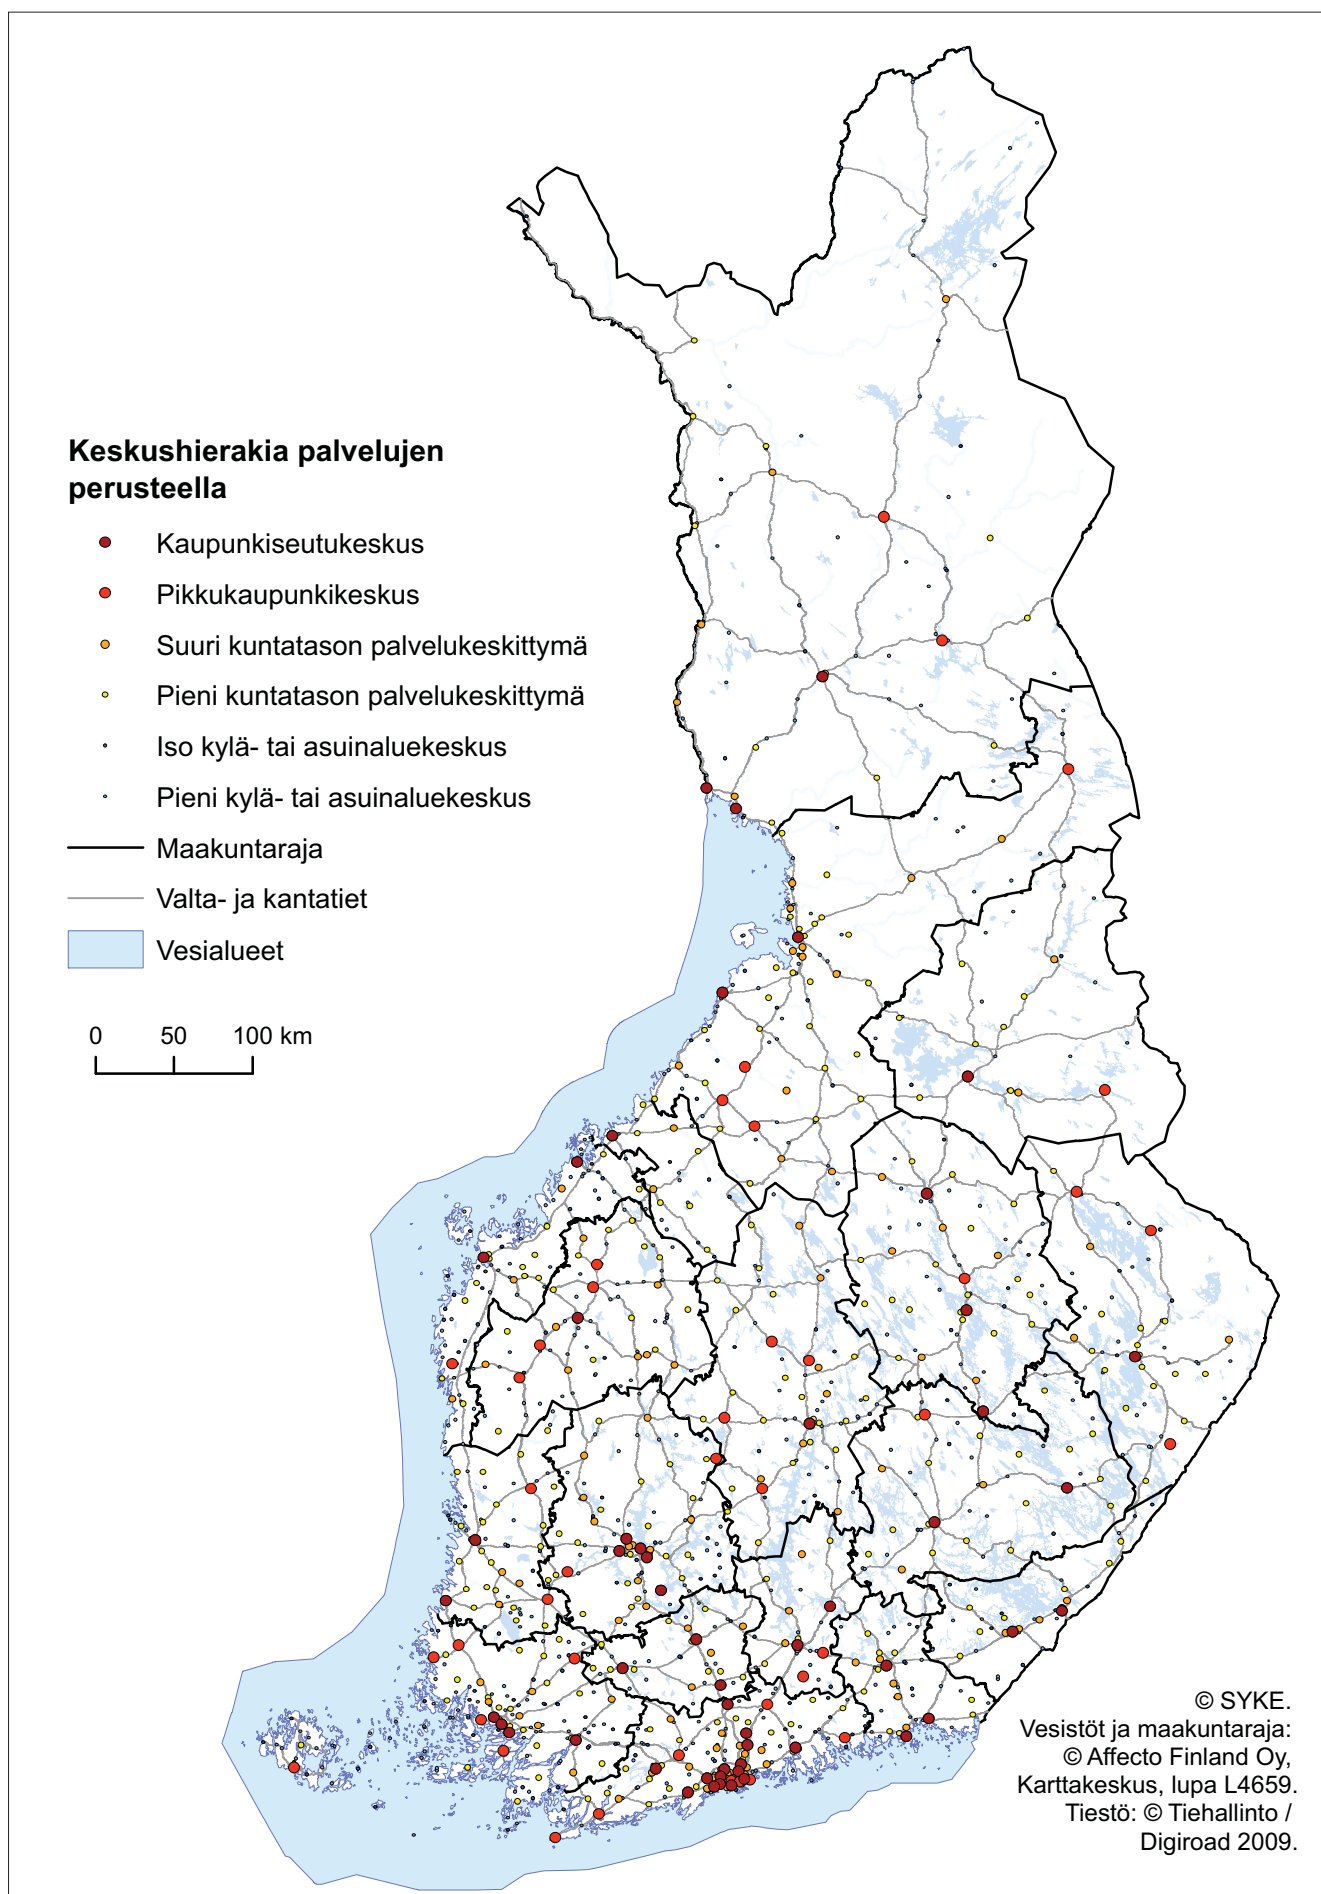 Keskushierakia palvelujen
perusteella
Kaupunkiseutukeskus
Pikkukaupunkikeskus
Suuri kuntatason palvelukeskittymä
Pieni kuntatason palvelukeskittymä
Iso kylä- tai asuinaluekeskus
Pieni kylä- tai asuinaluekeskus
Maakuntaraja
Valta- ja kantatiet
Vesialueet
0 50 100 km
© SYKE.
Vesistöt ja maakuntaraja:
© Affecto Finland Oy,
Karttakeskus, lupa L4659.
Tiestö: © Tiehallinto /
Digiroad 2009.